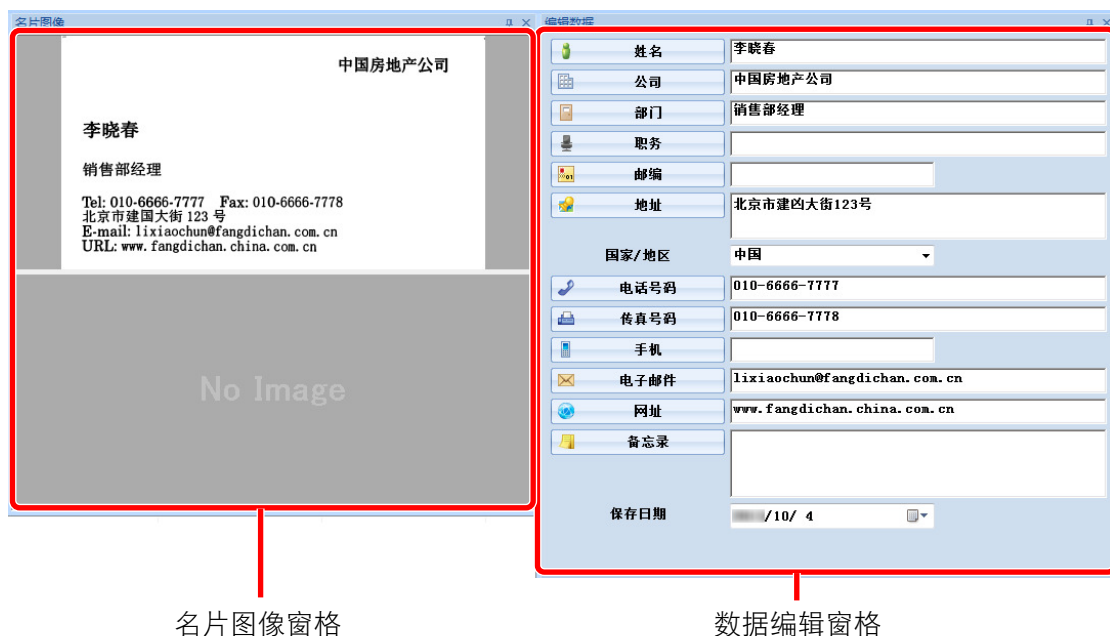 名片图像
中国房地产公司
李晓春
销售部经理
Tel: 010-6666-7777 Fax: 010-6666-7778
北京市建国大街 123 号
E-mail: lixiaochun@fangdichan.com.cn
URL: www.fangdichan.china.com.cn
No Image
名片图像窗格
编辑数据
姓名 李晓春
公司 中国房地产公司
部门 销售部经理
职务
邮编
地址 北京市建凶大街123号
国家/地区 中国
电话号码 010-6666-7777
传真号码 010-6666-7778
手机
电子邮件 lixiaochun@fangdichan.com.cn
网址 www.fangdichan.china.com.cn
备忘录
保存日期 /10/ 4
数据编辑窗格